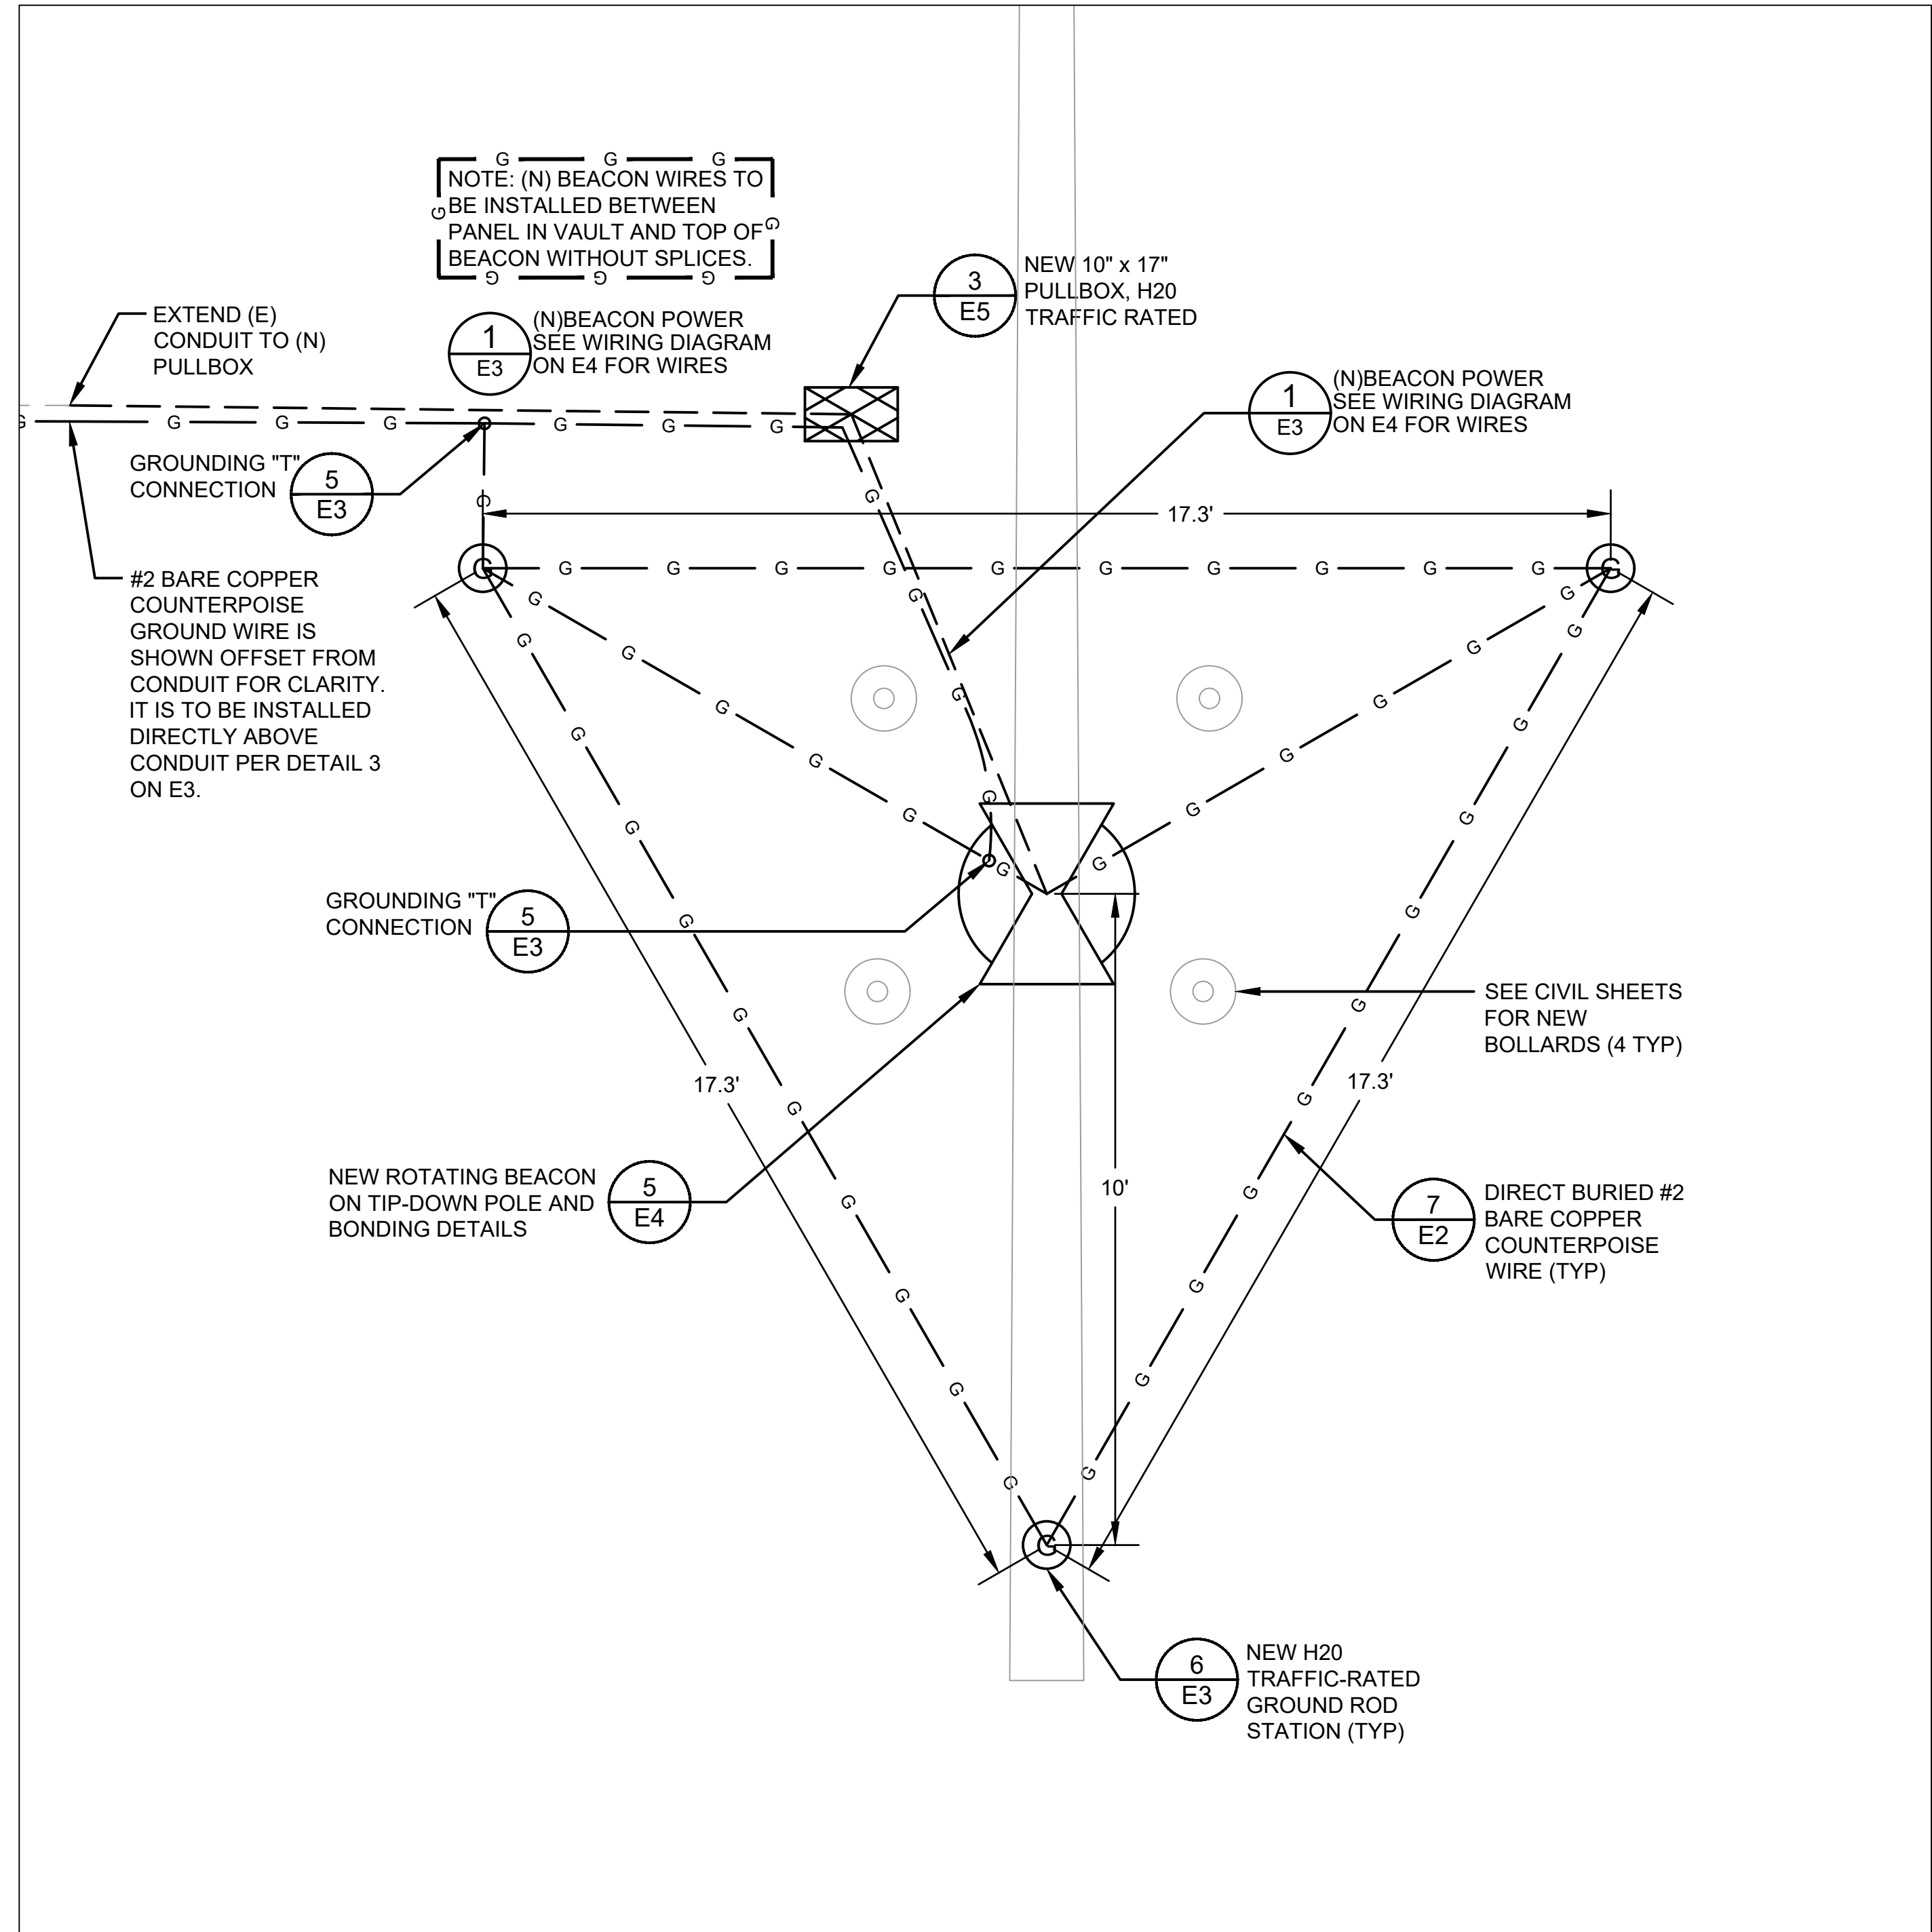 G G G
NOTE: (N) BEACON WIRES TO
BE INSTALLED BETWEEN
PANEL IN VAULT AND TOP OF
BEACON WITHOUT SPLICES.
G G
G G G
EXTEND (E)
CONDUIT TO (N)
PULLBOX
1
E3
(N)BEACON POWER
SEE WIRING DIAGRAM
ON E4 FOR WIRES
3
E5
NEW 10" x 17"
PULLBOX, H20
TRAFFIC RATED
1
E3
(N)BEACON POWER
SEE WIRING DIAGRAM
ON E4 FOR WIRES
G G G G G G G
GROUNDING "T"
CONNECTION
5
E3
G
17.3'
G G G G G G G G G G G G
#2 BARE COPPER
COUNTERPOISE
GROUND WIRE IS
SHOWN OFFSET FROM
CONDUIT FOR CLARITY.
IT IS TO BE INSTALLED
DIRECTLY ABOVE
CONDUIT PER DETAIL 3
ON E3.
G G G G
G G G G G G
G G G G G
GROUNDING "T"
CONNECTION
5
E3
SEE CIVIL SHEETS
FOR NEW
BOLLARDS (4 TYP)
G G G G G G G G G G
17.3'
G G G G G G G G G G
17.3'
10'
NEW ROTATING BEACON
ON TIP-DOWN POLE AND
BONDING DETAILS
5
E4
7
E2
DIRECT BURIED #2
BARE COPPER
COUNTERPOISE
WIRE (TYP)
G
6
E3
NEW H20
TRAFFIC-RATED
GROUND ROD
STATION (TYP)